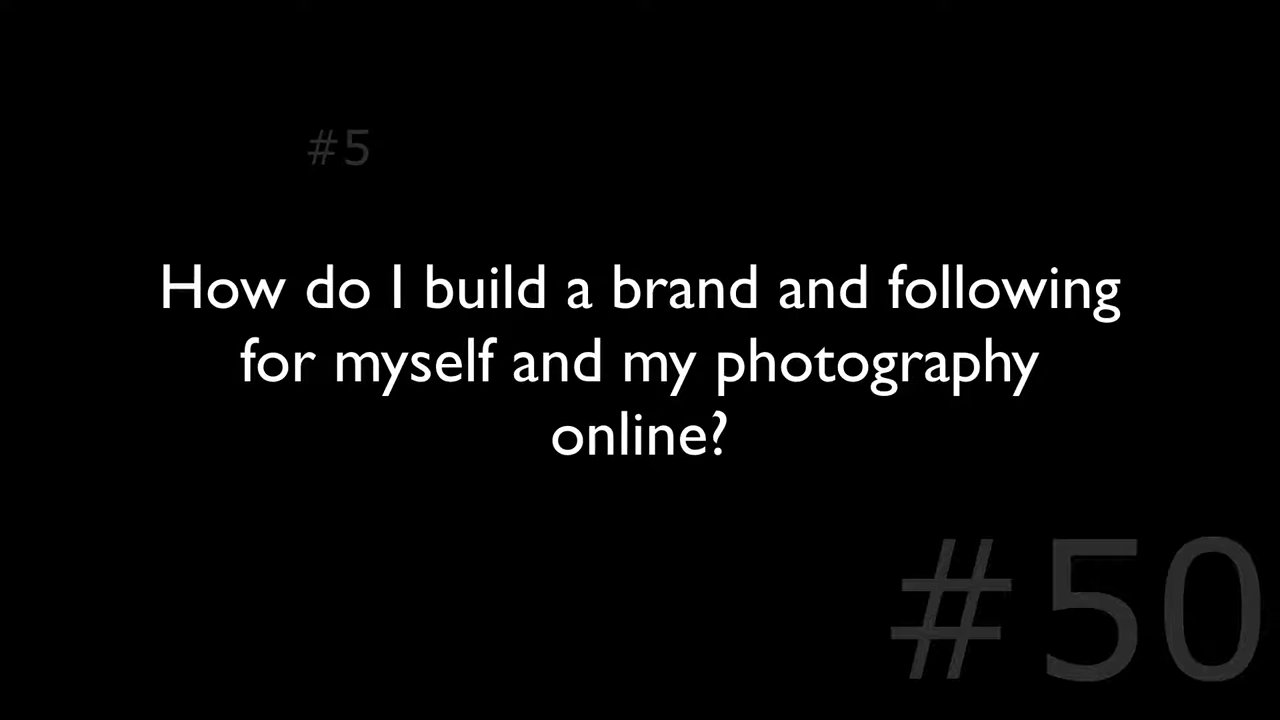 #5
How do I build a brand and following
for myself and my photography
online?
#50